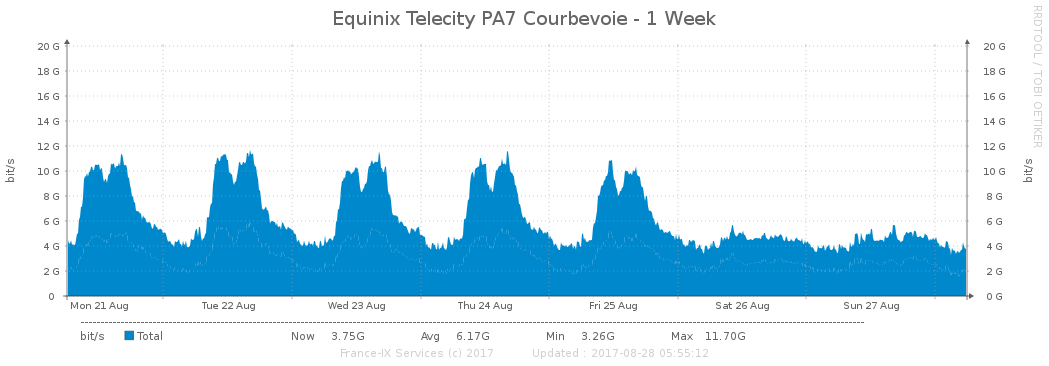 Equinix Telecity PA7 Courbevoie - 1 Week
RRDTOOL / TOBI OETIKER
20 G 20 G
18 G 18 G
16 G 16 G
14 G 14 G
12 G 12 G
10 G 10 G
8 G 8 G
6 G 6 G
4 G 4 G
2 G 2 G
0 0 G
bit/s
bit/s
Mon 21 Aug Tue 22 Aug Wed 23 Aug Thu 24 Aug Fri 25 Aug Sat 26 Aug Sun 27 Aug
bit/s Total Now 3.75G Avg 6.17G Min 3.26G Max 11.70G
France-IX Services (c) 2017 Updated : 2017-08-28 05:55:12